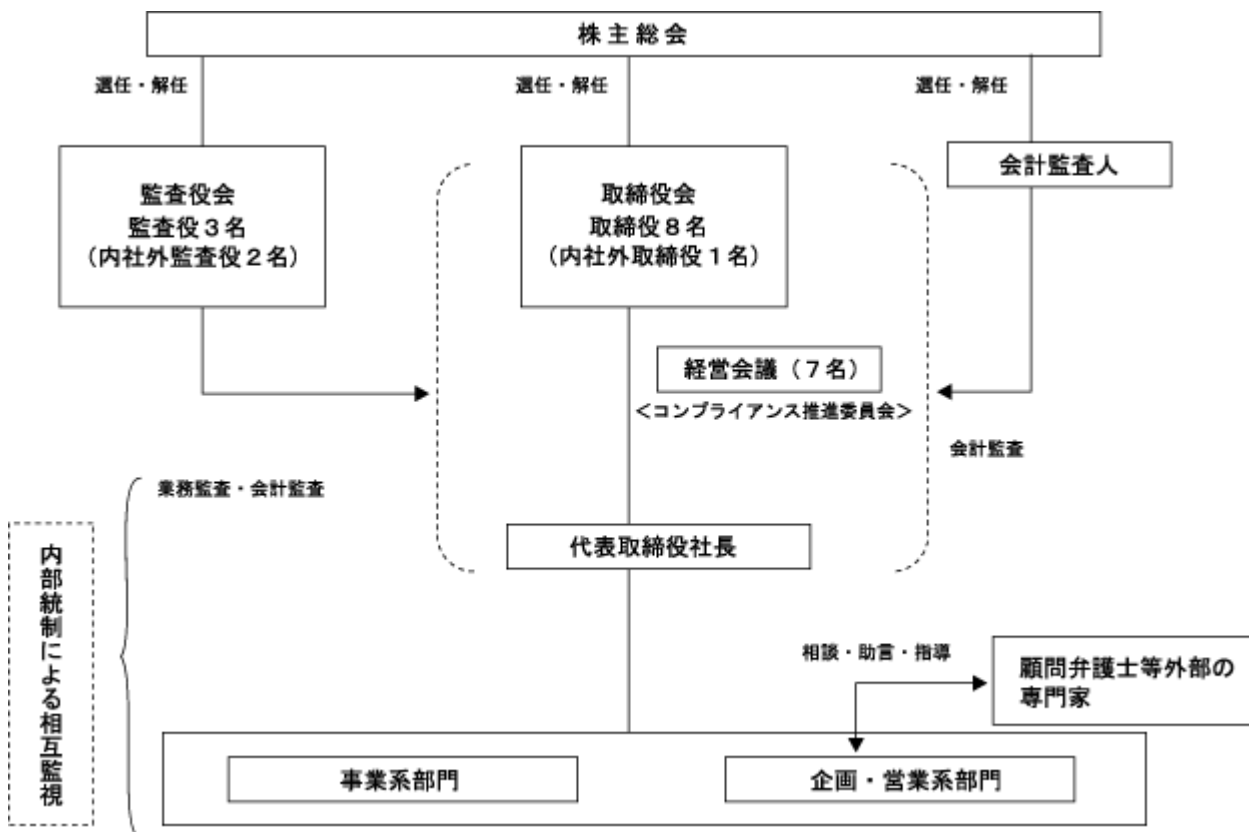 株主総会
選任・解任
選任・解任
選任・解任
監査役会
監査役３名
（内社外監査役２名）
取締役会
取締役８名
（内社外取締役１名）
会計監査人
経営会議（７名）
＜コンプライアンス推進委員会＞
会計監査
業務監査・会計監査
代表取締役社長
内部統制による相互監視
相談・助言・指導
顧問弁護士等外部の
専門家
事業系部門
企画・営業系部門